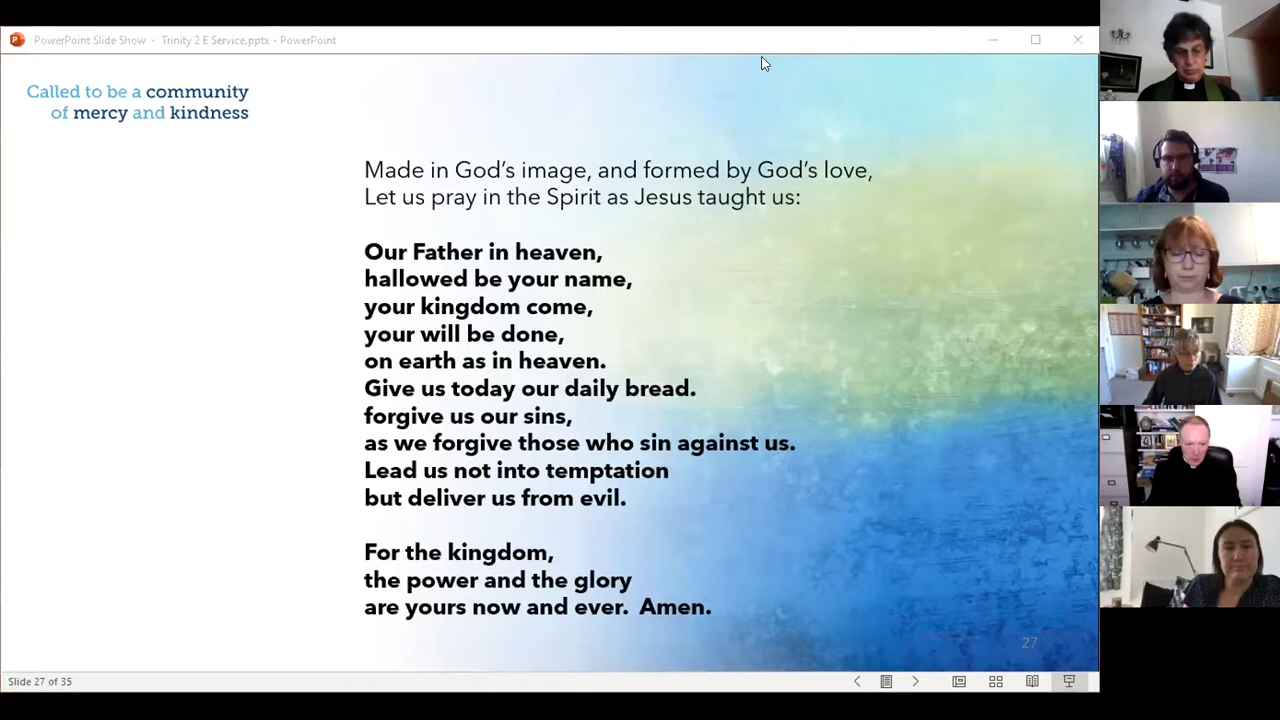 PowerPoint Slide Show - Trinity 2 E Service.pptx - PowerPoint
Called to be a community
of mercy and kindness
Made in God's image, and formed by God's love,
Let us pray in the Spirit as Jesus taught us:
Our Father in heaven,
hallowed be your name,
your kingdom come,
your will be done,
on earth as in heaven.
Give us today our daily bread.
forgive us our sins,
as we forgive those who sin against us.
Lead us not into temptation
but deliver us from evil.
For the kingdom,
the power and the glory
are yours now and ever. Amen.
27
Slide 27 of 35